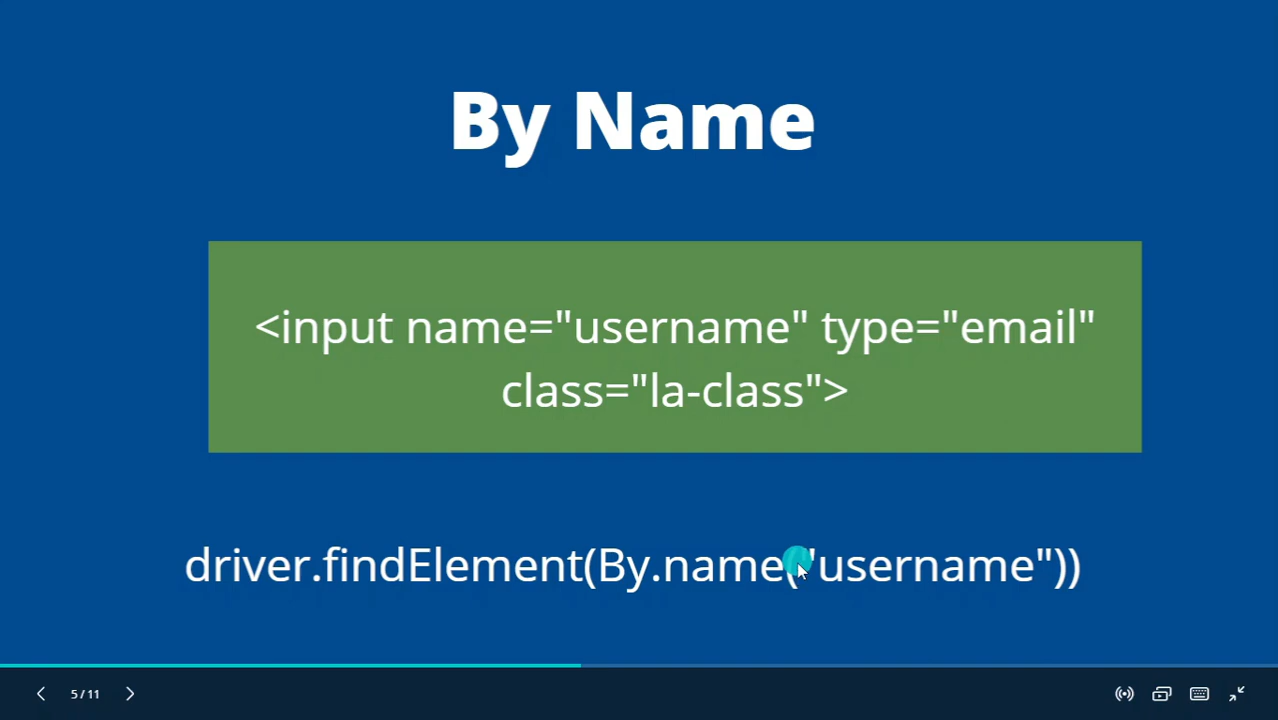 By Name
<input name="username" type="email"
class="la-class">
driver.findElement(By.name("username"))
5 / 11